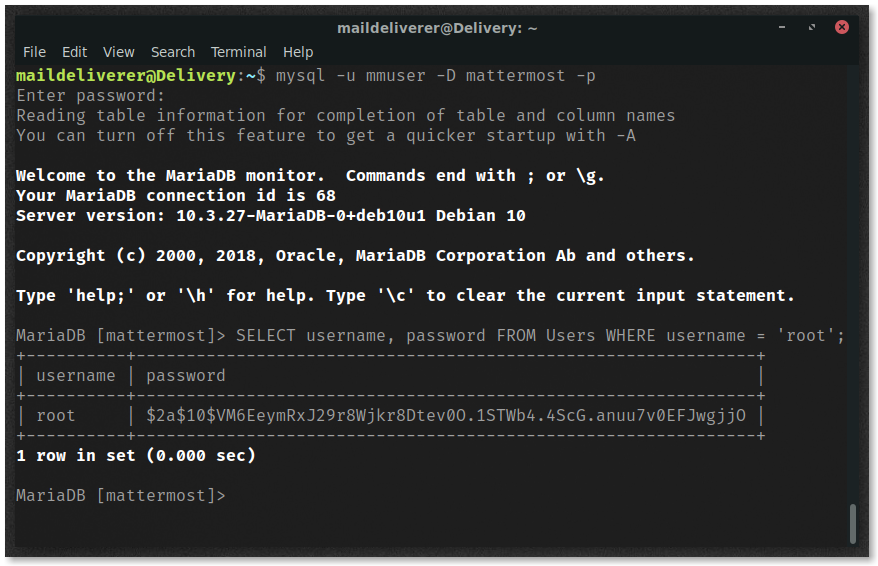 maildeliverer@Delivery: ~
File Edit View Search Terminal Help
maildeliverer@Delivery:~$ mysql -u mmuser -D mattermost -p
Enter password:
Reading table information for completion of table and column names
You can turn off this feature to get a quicker startup with -A
Welcome to the MariaDB monitor.  Commands end with ; or \g.
Your MariaDB connection id is 68
Server version: 10.3.27-MariaDB-0+deb10u1 Debian 10
Copyright (c) 2000, 2018, Oracle, MariaDB Corporation Ab and others.
Type 'help;' or '\h' for help. Type '\c' to clear the current input statement.
MariaDB [mattermost]> SELECT username, password FROM Users WHERE username = 'root';
+----------+--------------------------------------------------------------+
| username | password                                                     |
+----------+--------------------------------------------------------------+
| root     | $2a$10$VM6EeymRxJ29r8Wjkr8Dtev0O.1STWb4.4ScG.anuu7v0EFJwgjjO |
+----------+--------------------------------------------------------------+
1 row in set (0.000 sec)
MariaDB [mattermost]>